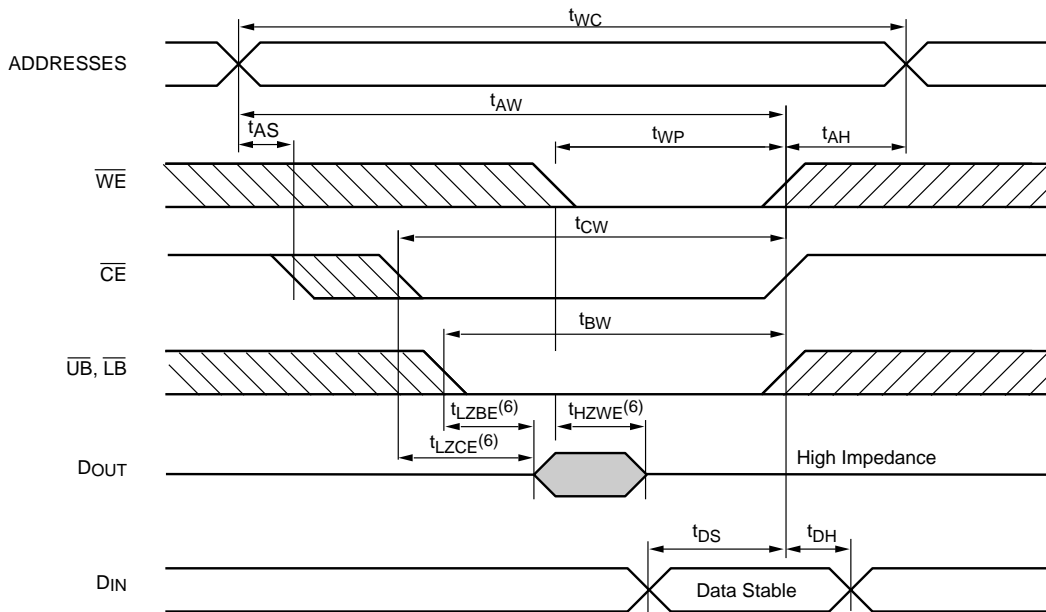 tWC
ADDRESSES
tAW
tAS
tWP
tAH
WE
tCW
CE
tBW
UB, LB
tLZBE(6)
tHZWE(6)
tLZCE(6)
DOUT
High Impedance
tDS
tDH
DIN
Data Stable